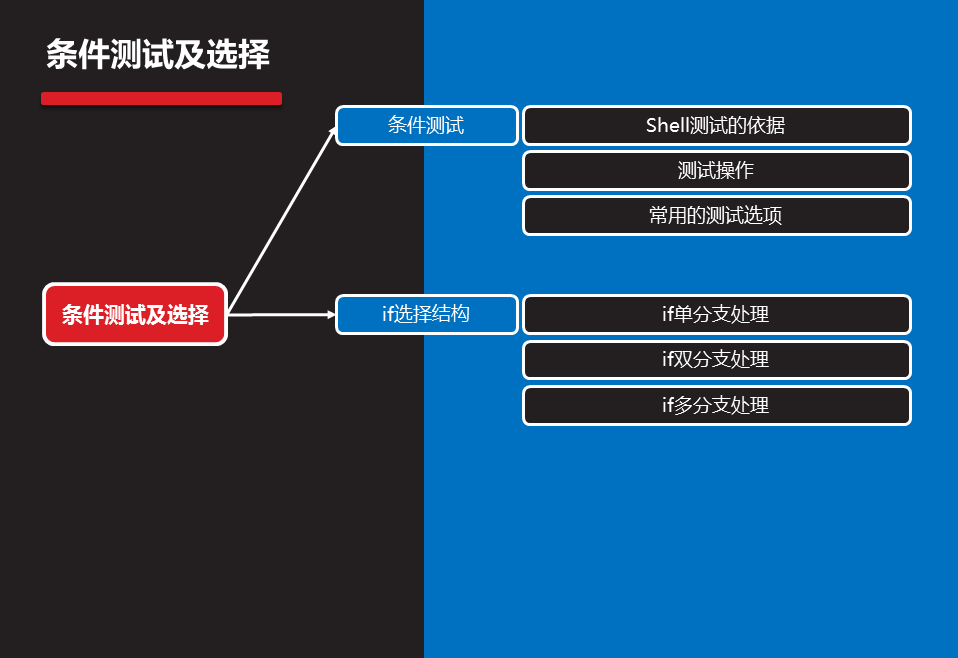 条件测试及选择
条件测试
Shell测试的依据
测试操作
常用的测试选项
条件测试及选择
if选择结构
if单分支处理
if双分支处理
if多分支处理